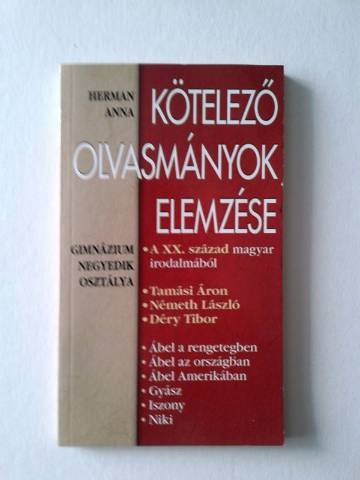 HERMAN
ANNA
KÖTELEZŐ
OLVASMÁNYOK
ELEMZÉSE
GIMNÁZIUM
NEGYEDIK
OSZTÁLYA
• A XX. század magyar
irodalmából
• Tamási Áron
• Németh László
• Déry Tibor
• Ábel a rengetegben
• Ábel az országban
• Ábel Amerikában
• Gyász
• Iszony
• Niki